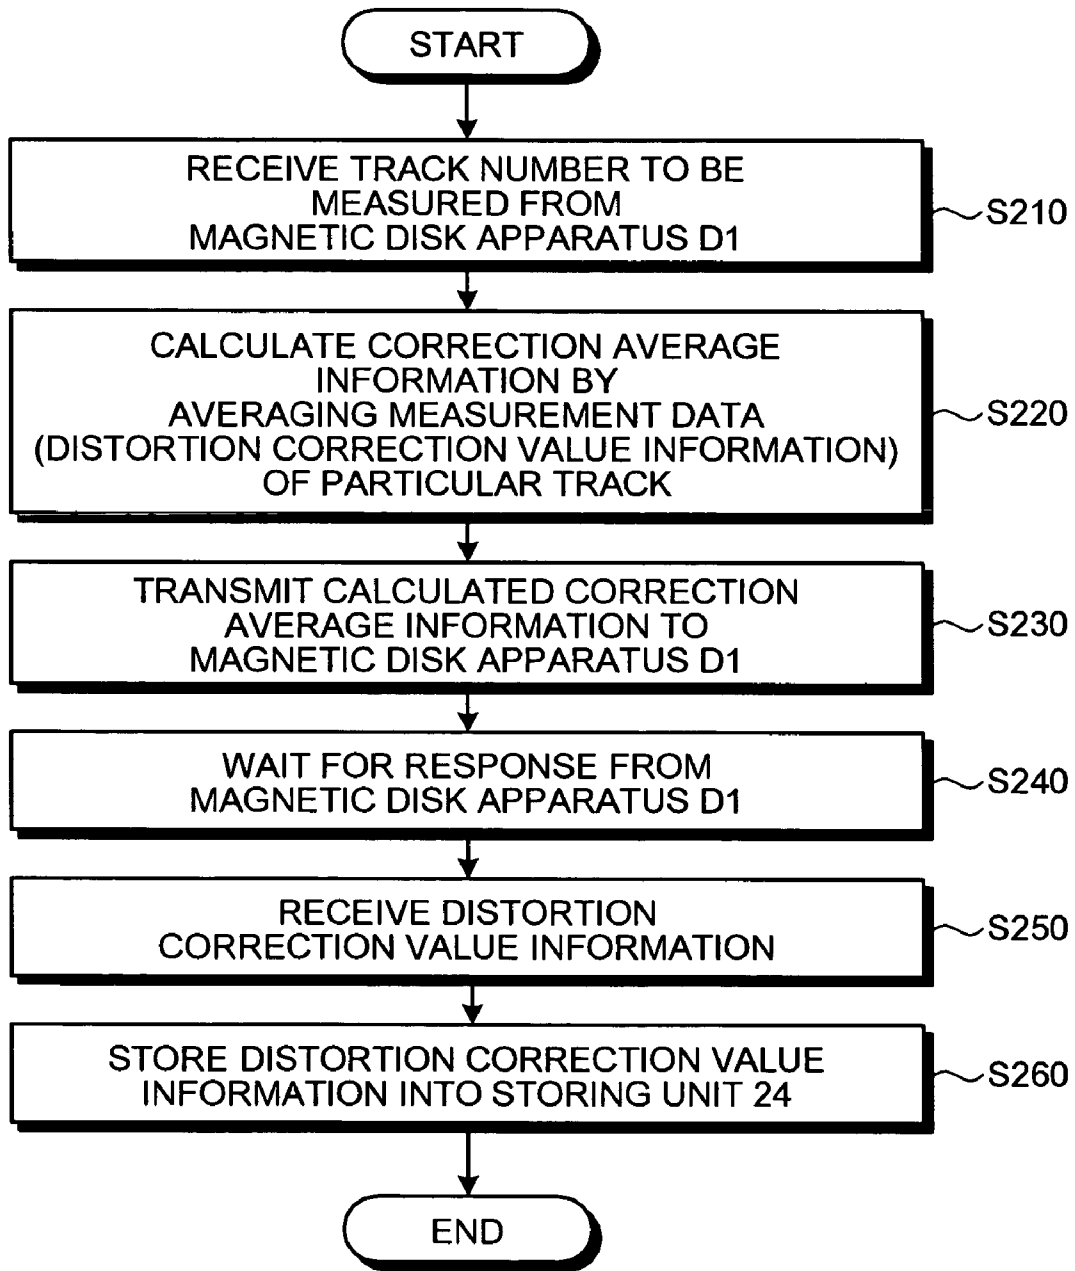 START
RECEIVE TRACK NUMBER TO BE
MEASURED FROM
MAGNETIC DISK APPARATUS D1
S210
CALCULATE CORRECTION AVERAGE
INFORMATION BY
AVERAGING MEASUREMENT DATA
(DISTORTION CORRECTION VALUE INFORMATION)
OF PARTICULAR TRACK
S220
TRANSMIT CALCULATED CORRECTION
AVERAGE INFORMATION TO
MAGNETIC DISK APPARATUS D1
S230
WAIT FOR RESPONSE FROM
MAGNETIC DISK APPARATUS D1
S240
RECEIVE DISTORTION
CORRECTION VALUE INFORMATION
S250
STORE DISTORTION CORRECTION VALUE
INFORMATION INTO STORING UNIT 24
S260
END